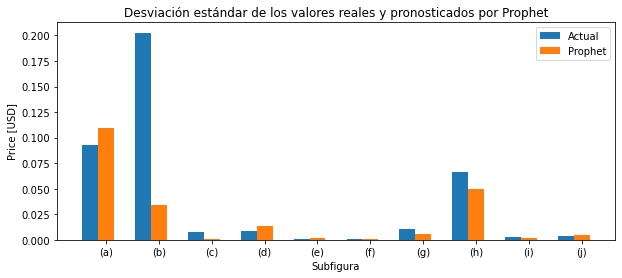 Desviación estándar de los valores reales y pronosticados por Prophet
Actual
Prophet
Price [USD]
0.200
0.175
0.150
0.125
0.100
0.075
0.050
0.025
0.000
(a) (b) (c) (d) (e) (f) (g) (h) (i) (j)
Subfigura